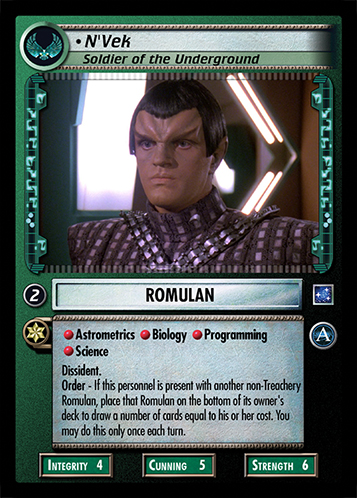 • N'Vek
Soldier of the Underground
2
ROMULAN
A
• Astrometrics • Biology • Programming
• Science
Dissident.
Order - If this personnel is present with another non-Treachery
Romulan, place that Romulan on the bottom of its owner's
deck to draw a number of cards equal to his or her cost. You
may do this only once each turn.
INTEGRITY 4 CUNNING 5 STRENGTH 6